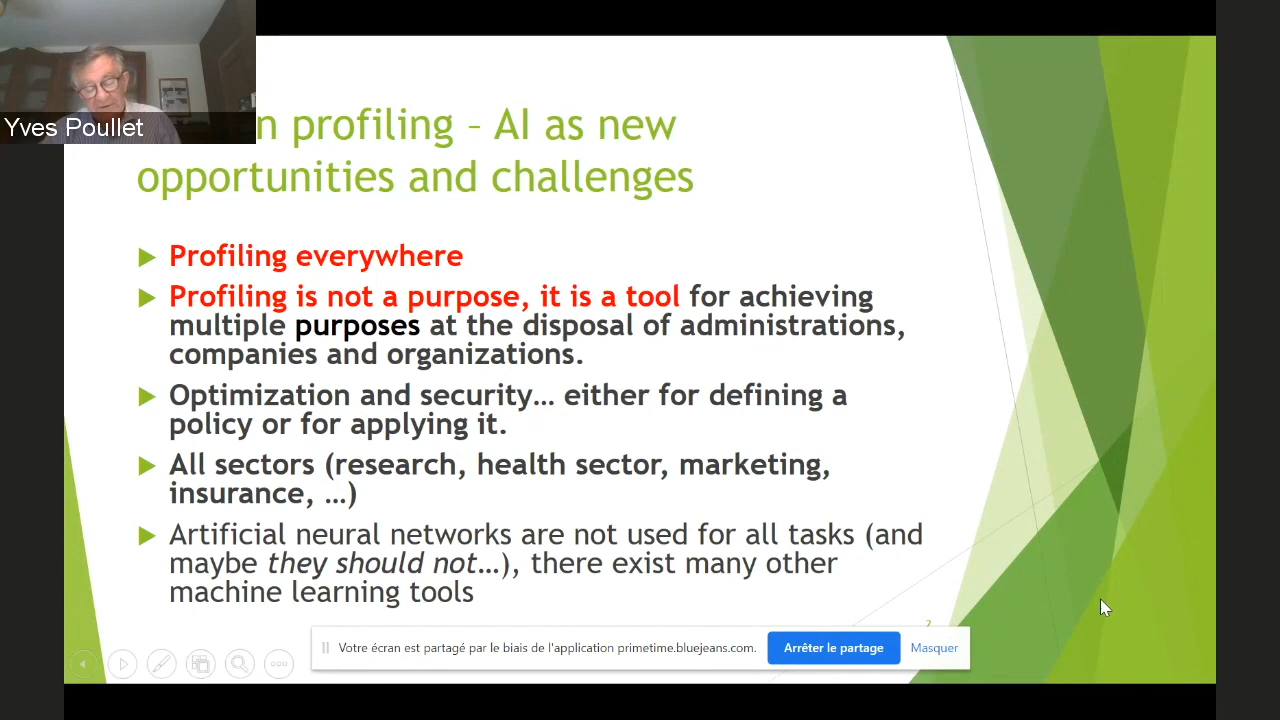 Yves Poullet
n profiling – AI as new
opportunities and challenges
Profiling everywhere
Profiling is not a purpose, it is a tool for achieving
multiple purposes at the disposal of administrations,
companies and organizations.
Optimization and security… either for defining a
policy or for applying it.
All sectors (research, health sector, marketing,
insurance, …)
Artificial neural networks are not used for all tasks (and
maybe they should not…), there exist many other
machine learning tools
2
Votre écran est partagé par le biais de l'application primetime.bluejeans.com.
Arrêter le partage
Masquer